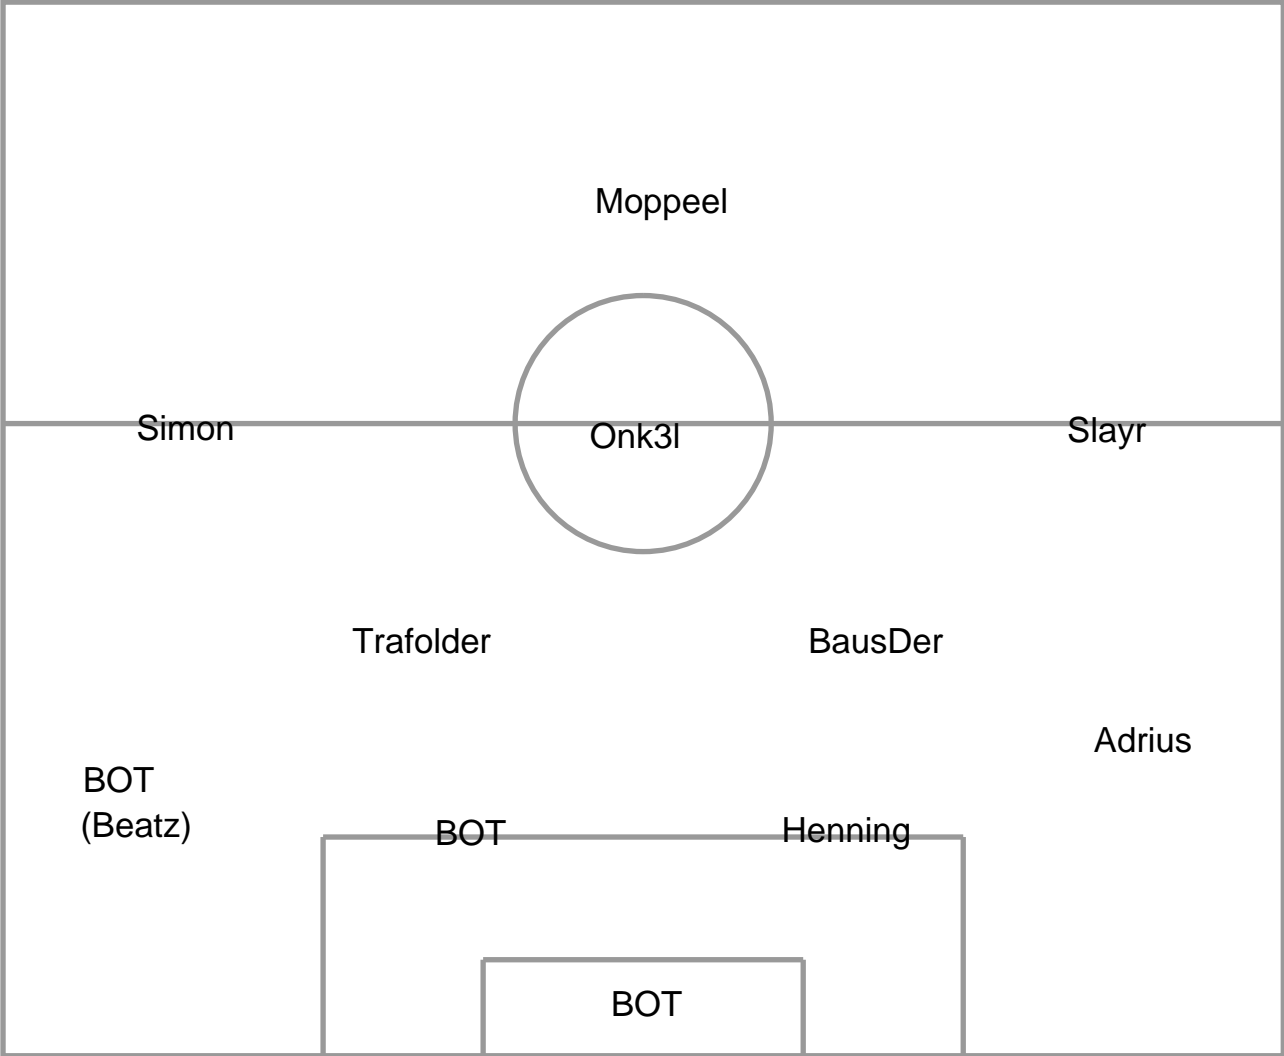 Moppeel
Simon
Onk3l
Slayr
Trafolder
BausDer
Adrius
BOT
(Beatz)
BOT
Henning
BOT